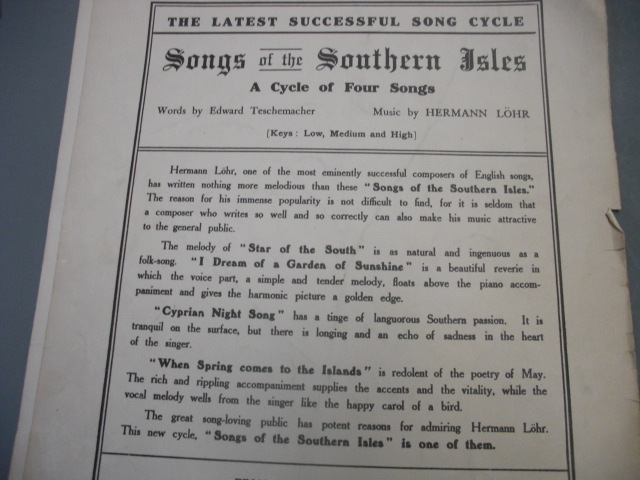 THE LATEST SUCCESSFUL SONG CYCLE
Songs of the Southern Isles
A Cycle of Four Songs
Words by Edward Teschemacher Music by HERMANN LÖHR
[Keys: Low, Medium and High]
Hermann Löhr, one of the most eminently successful composers of English songs,
has written nothing more melodious than these "Songs of the Southern Isles."
The reason for his immense popularity is not difficult to find, for it is seldom that
a composer who writes so well and so correctly can also make his music attractive
to the general public.
The melody of "Star of the South" is as natural and ingenuous as a
folk-song. "I Dream of a Garden of Sunshine" is a beautiful reverie in
which the voice part, a simple and tender melody, floats above the piano accom-
paniment and gives the harmonic picture a golden edge.
"Cyprian Night Song" has a tinge of languorous Southern passion. It is
tranquil on the surface, but there is longing and an echo of sadness in the heart
of the singer.
"When Spring comes to the Islands" is redolent of the poetry of May.
The rich and rippling accompaniment supplies the accents and the vitality, while the
vocal melody wells from the singer like the happy carol of a bird.
The great song-loving public has potent reasons for admiring Hermann Löhr.
This new cycle, "Songs of the Southern Isles" is one of them.